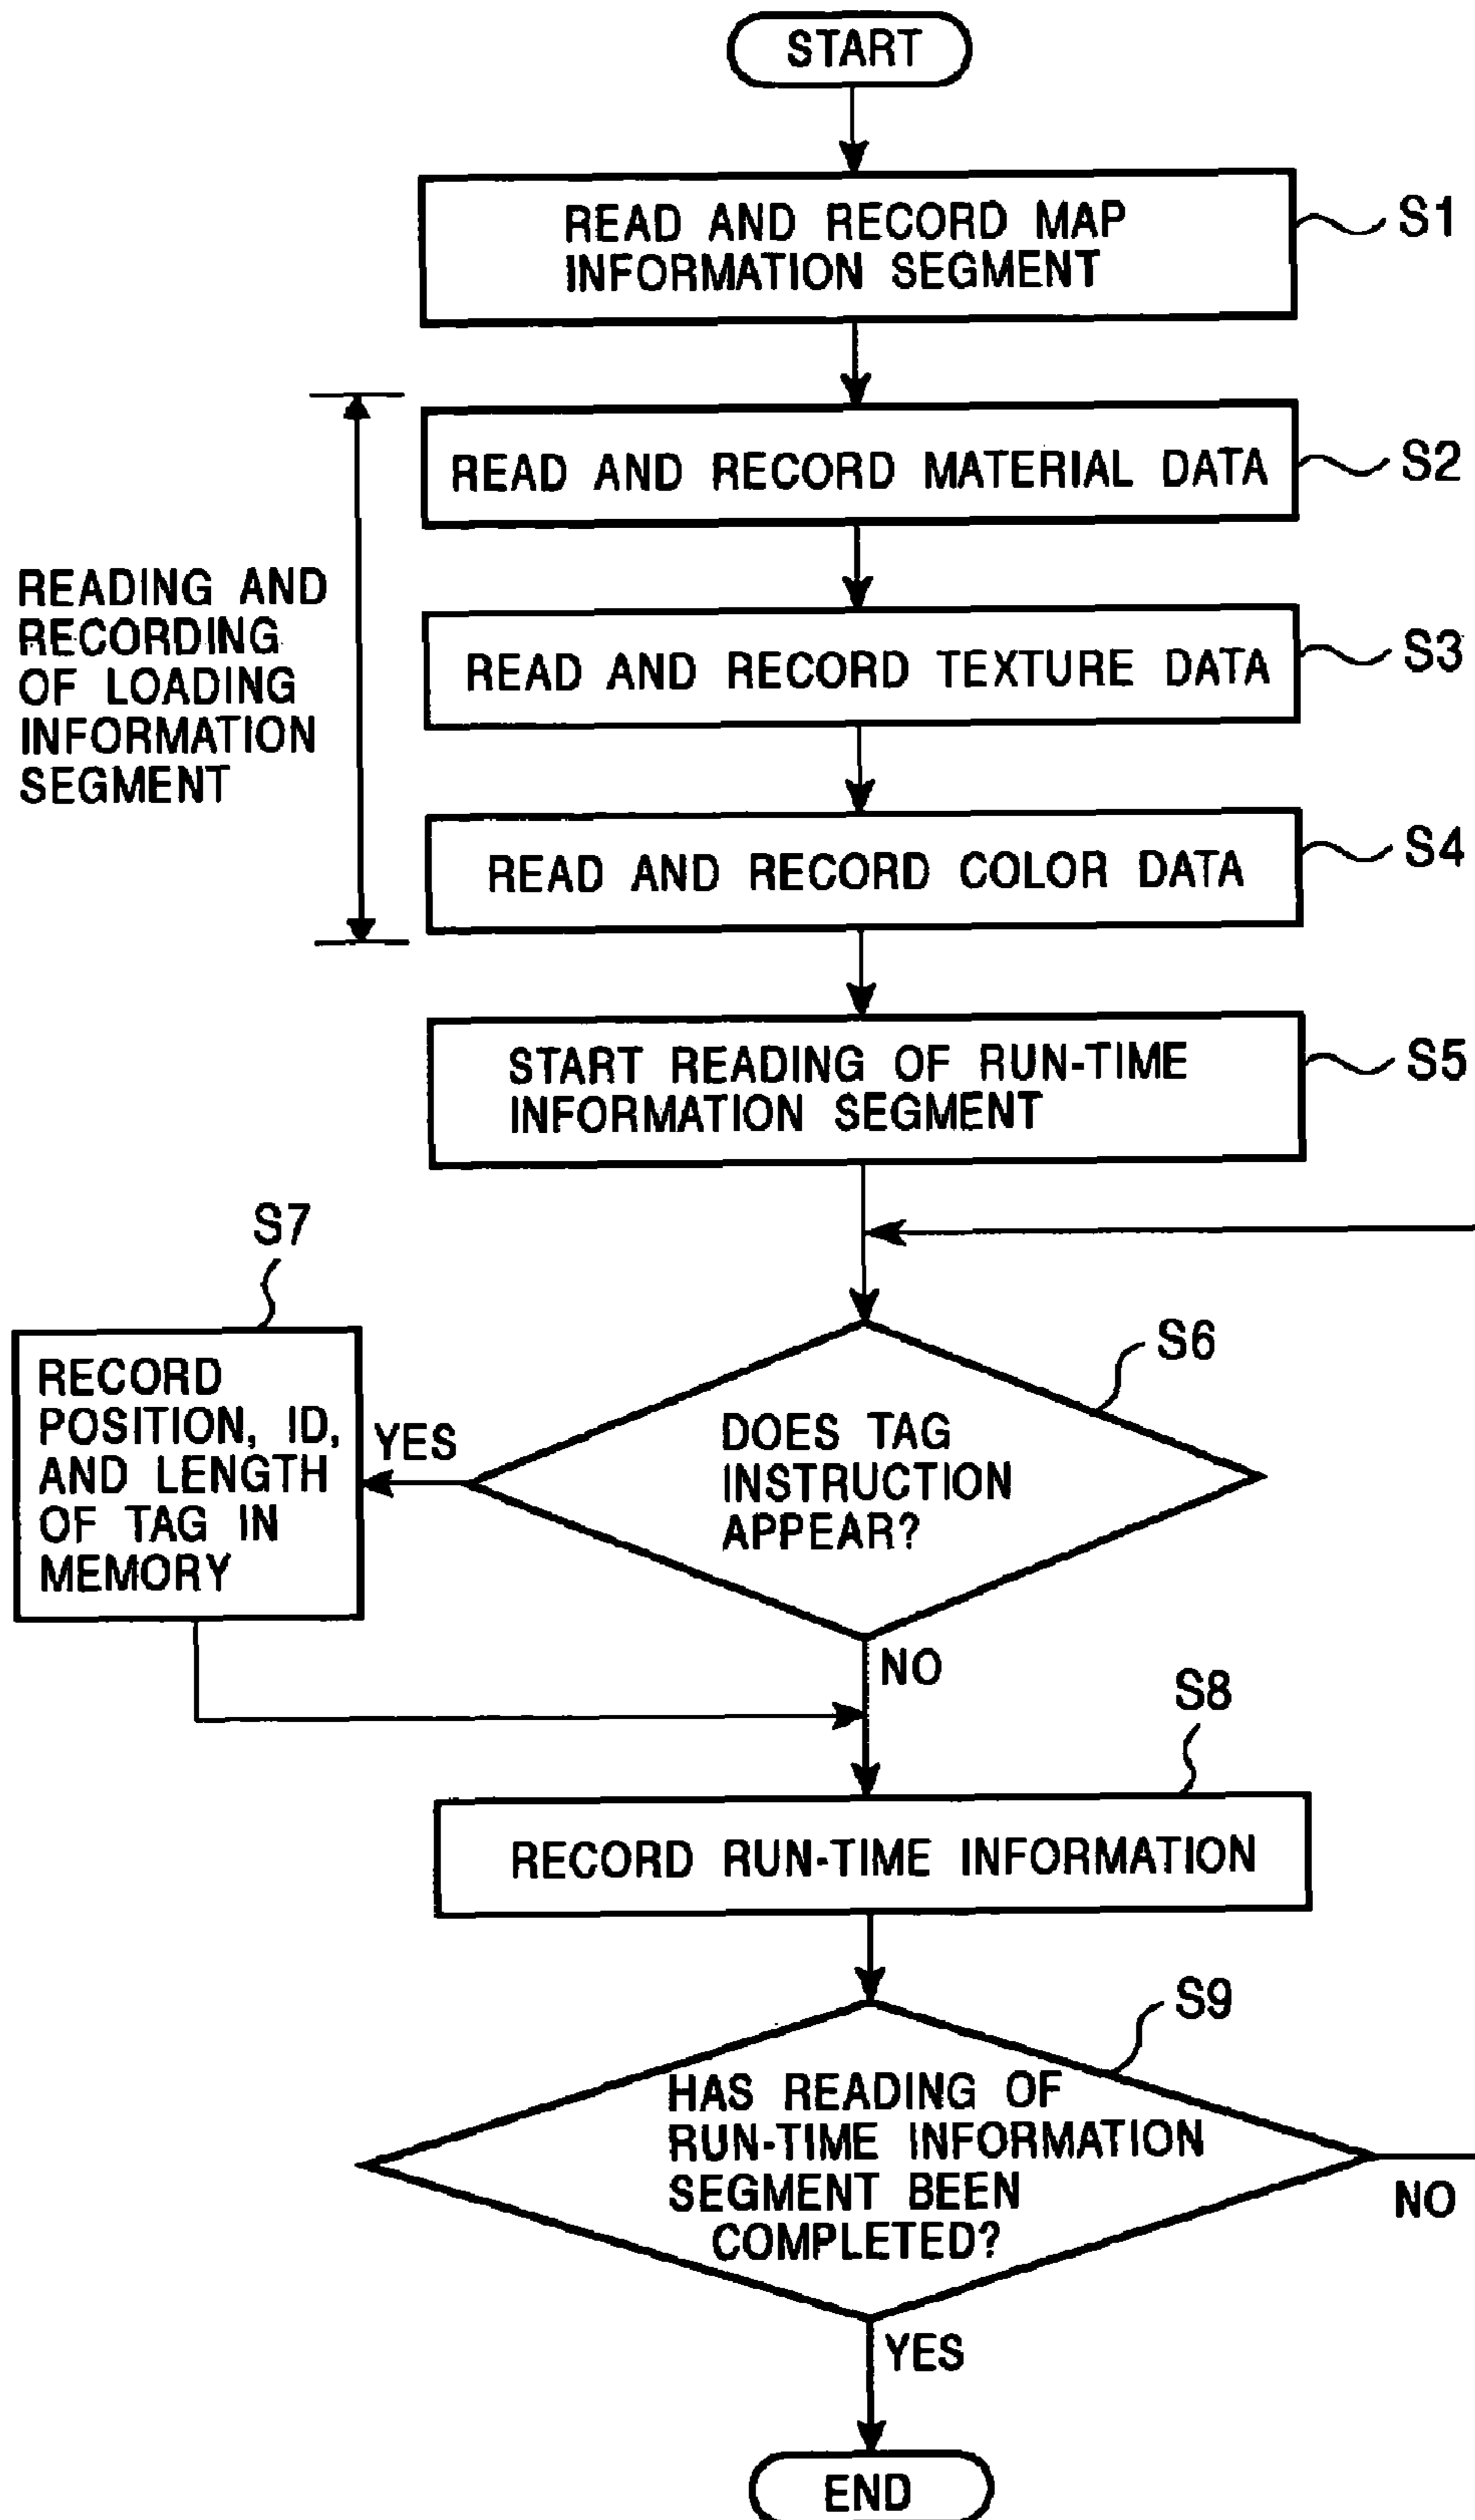 START
READ AND RECORD MAP
INFORMATION SEGMENT
S1
READ AND RECORD MATERIAL DATA
S2
READING AND
RECORDING
OF LOADING
INFORMATION
SEGMENT
READ AND RECORD TEXTURE DATA
S3
READ AND RECORD COLOR DATA
S4
START READING OF RUN-TIME
INFORMATION SEGMENT
S5
S7
RECORD
POSITION, ID,
AND LENGTH
OF TAG IN
MEMORY
YES
S6
DOES TAG
INSTRUCTION
APPEAR?
NO
S8
RECORD RUN-TIME INFORMATION
S9
HAS READING OF
RUN-TIME INFORMATION
SEGMENT BEEN
COMPLETED?
NO
YES
END